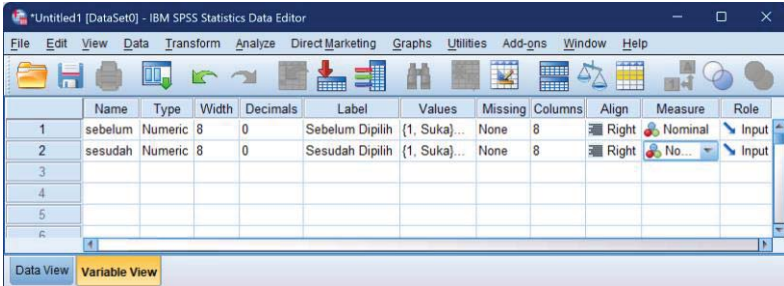 *Untitled1 [DataSet0] - IBM SPSS Statistics Data Editor
File Edit View Data Transform Analyze Direct Marketing Graphs Utilities Add-ons Window Help
Name Type Width Decimals Label Values Missing Columns Align Measure Role
1 sebelum Numeric 8 0 Sebelum Dipilih {1, Suka}... None 8 Right Nominal Input
2 sesudah Numeric 8 0 Sesudah Dipilih {1, Suka}... None 8 Right No... Input
3
4
5
6
Data View Variable View